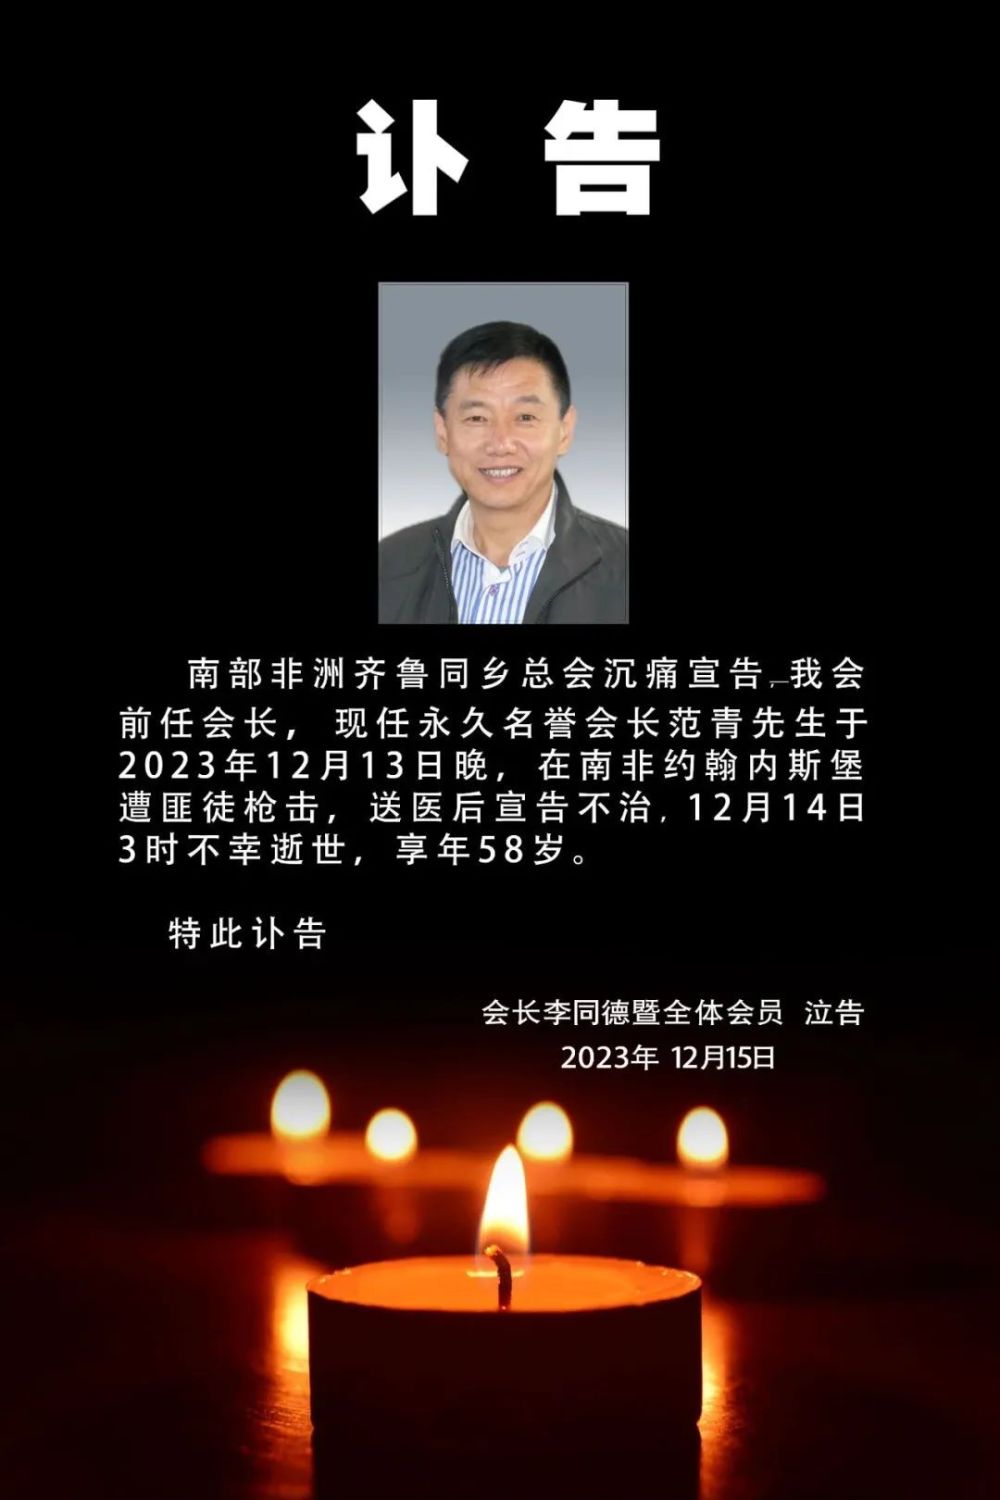 讣告
南部非洲齐鲁同乡总会沉痛宣告,我会
前任会长，现任永久名誉会长范青先生于
2023年12月13日晚，在南非约翰内斯堡
遭匪徒枪击，送医后宣告不治,12月14日
3时不幸逝世，享年58岁。
特此讣告
会长李同德暨全体会员 泣告
2023年 12月15日